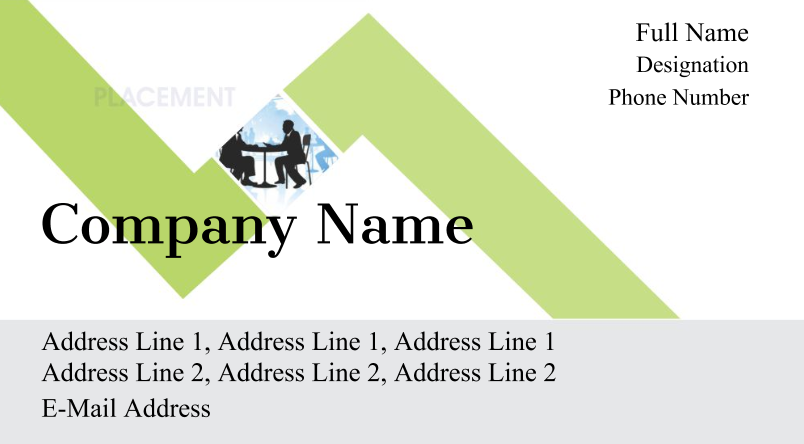 Full Name
Designation
Phone Number
PLACEMENT
Company Name
Address Line 1, Address Line 1, Address Line 1
Address Line 2, Address Line 2, Address Line 2
E-Mail Address